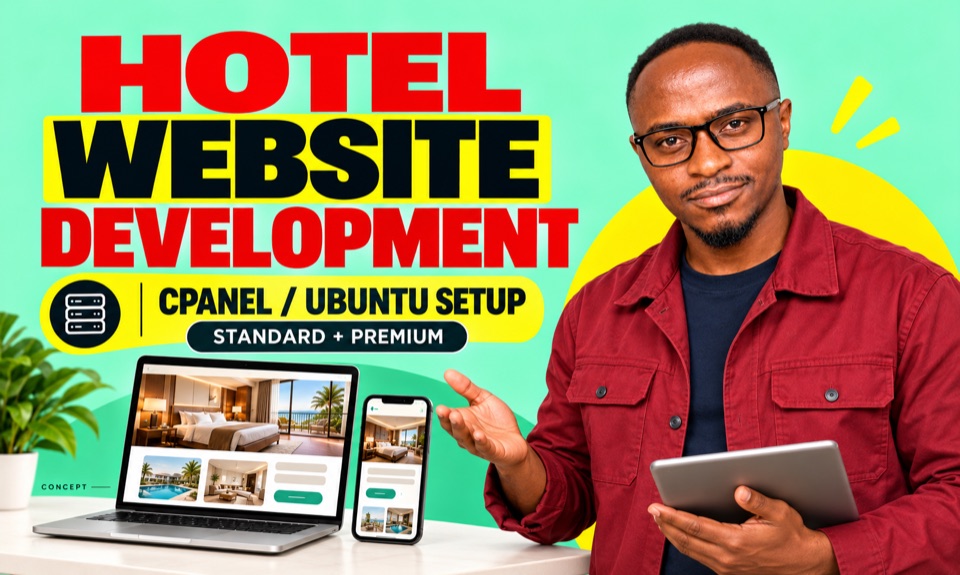 HOTEL
WEBSITE
DEVELOPMENT
CPANEL / UBUNTU SETUP
STANDARD + PREMIUM
CONCEPT